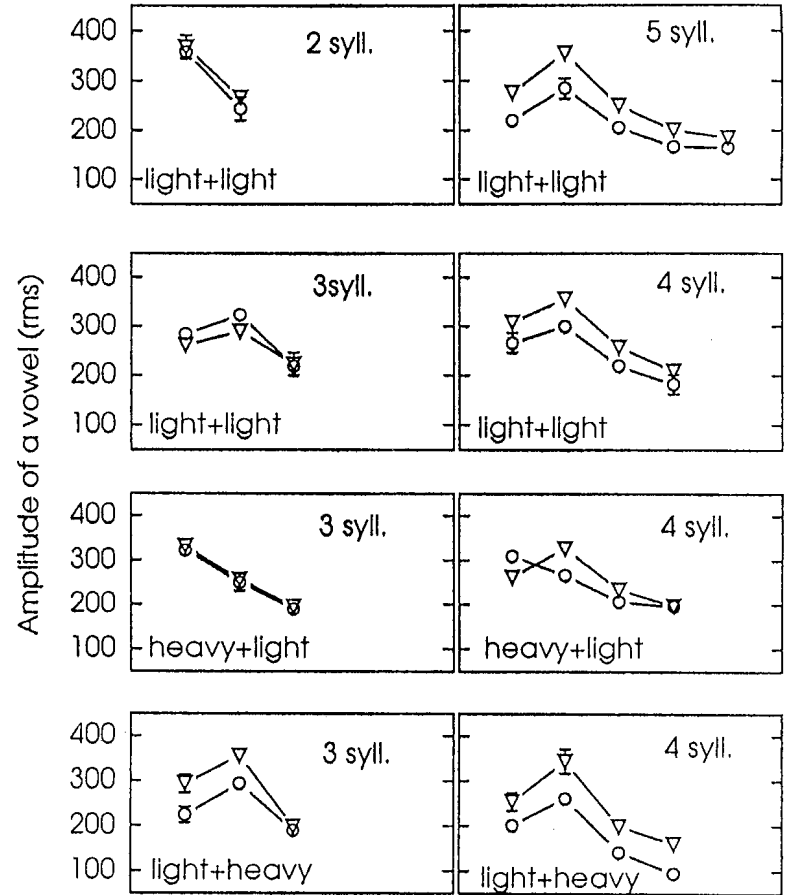 Amplitude of a vowel (rms)
400
300
200
100
2 syll.
light+light
5 syll.
light+light
400
300
200
100
3syll.
light+light
4 syll.
light+light
400
300
200
100
3 syll.
heavy+light
4 syll.
heavy+light
400
300
200
100
3 syll.
light+heavy
4 syll.
light+heavy